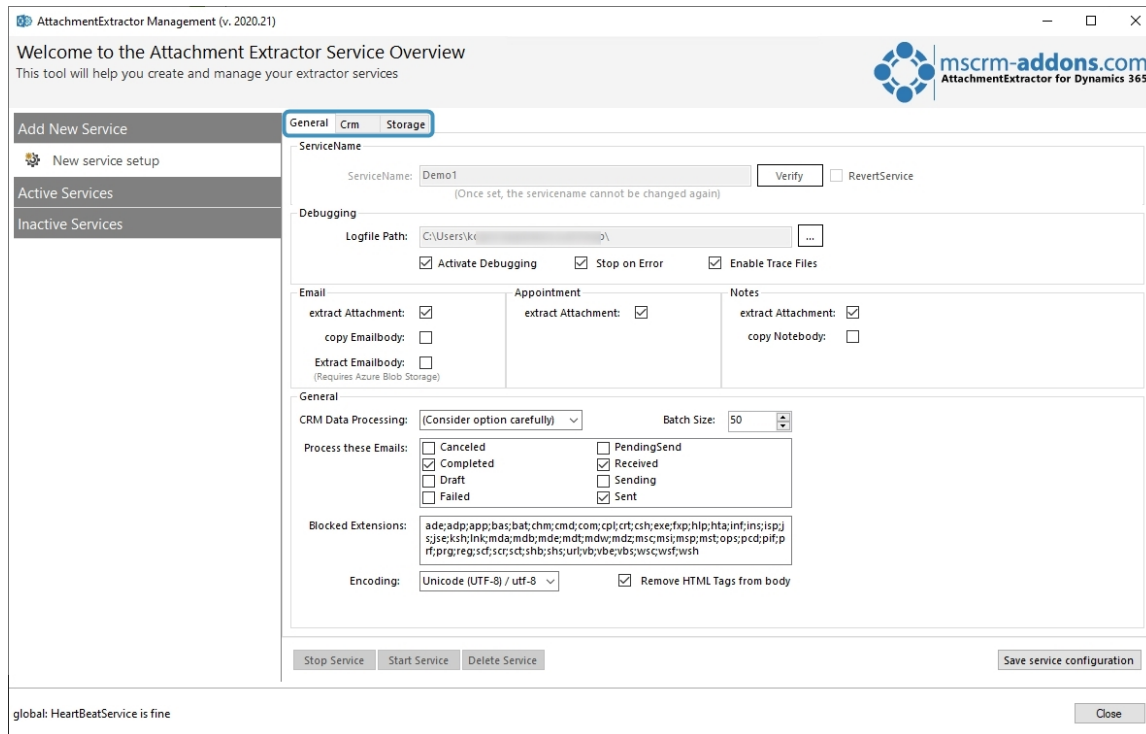 AttachmentExtractor Management (v. 2020.21)
Welcome to the Attachment Extractor Service Overview
This tool will help you create and manage your extractor services
mscrm-addons.com
AttachmentExtractor for Dynamics 365
Add New Service
New service setup
Active Services
Inactive Services
General Crm Storage
ServiceName
ServiceName: Demo1 Verify RevertService
(Once set, the servicename cannot be changed again)
Debugging
Logfile Path: C:\Users\ ...
Activate Debugging Stop on Error Enable Trace Files
Email Appointment Notes
extract Attachment: extract Attachment: extract Attachment:
copy Emailbody: copy Notebody:
Extract Emailbody:
(Requires Azure Blob Storage)
General
CRM Data Processing: (Consider option carefully) Batch Size: 50
Process these Emails: Canceled PendingSend
Completed Received
Draft Sending
Failed Sent
Blocked Extensions: ade;adp;app;bas;bat;chm;cmd;com;cpl;crt;csh;exe;fxp;hlp;hta;inf;ins;isp;j
s;jse;ksh;lnk;mda;mdb;mde;mdt;mdw;mdz;msc;msi;msp;mst;ops;pcd;pif;p
rf;prg;reg;scf;scr;sct;shb;shs;url;vb;vbe;vbs;wsc;wsf;wsh
Encoding: Unicode (UTF-8) / utf-8 Remove HTML Tags from body
Stop Service Start Service Delete Service Save service configuration
global: HeartBeatService is fine Close